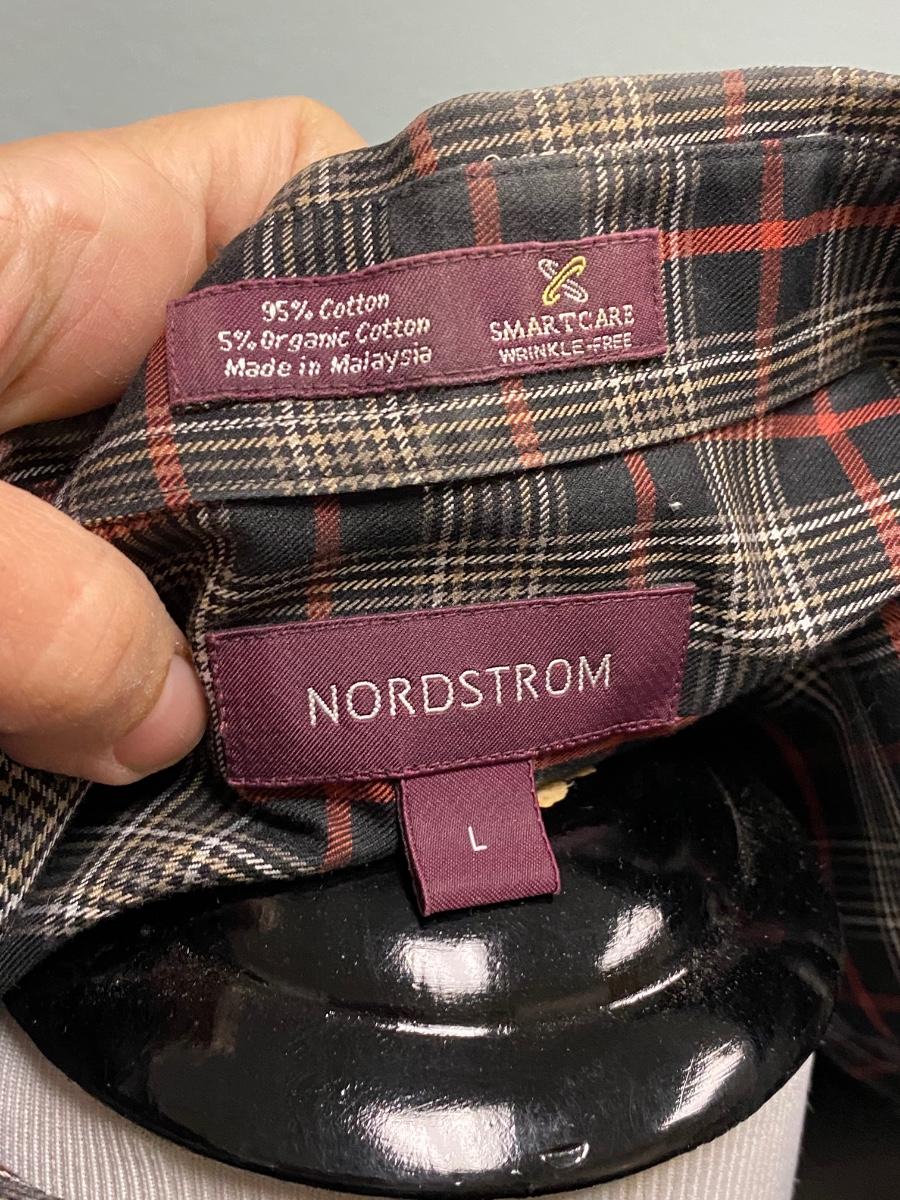 95% Cotton
5% Organic Cotton
Made in Malaysia
SMARTCARE
WRINKLE-FREE
NORDSTROM
L